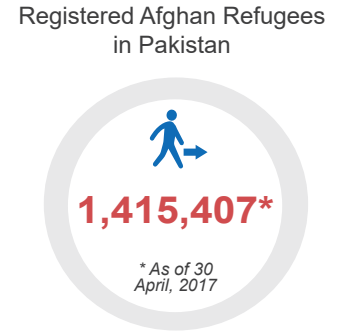 Registered Afghan Refugees
in Pakistan
1,415,407*
* As of 30
April, 2017